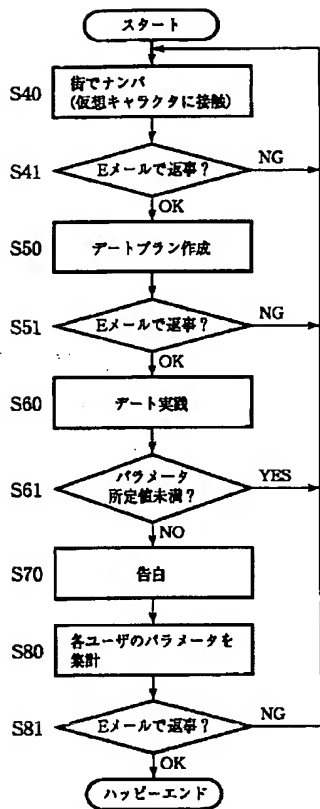 スタート
S40
街でナンパ
(仮想キャラクタに接触)
S41
Eメールで返事?
NG
OK
S50
デートプラン作成
S51
Eメールで返事?
NG
OK
S60
デート実践
S61
パラメータ
所定値未満?
YES
NO
S70
告白
S80
各ユーザのパラメータを
集計
S81
Eメールで返事?
NG
OK
ハッピーエンド